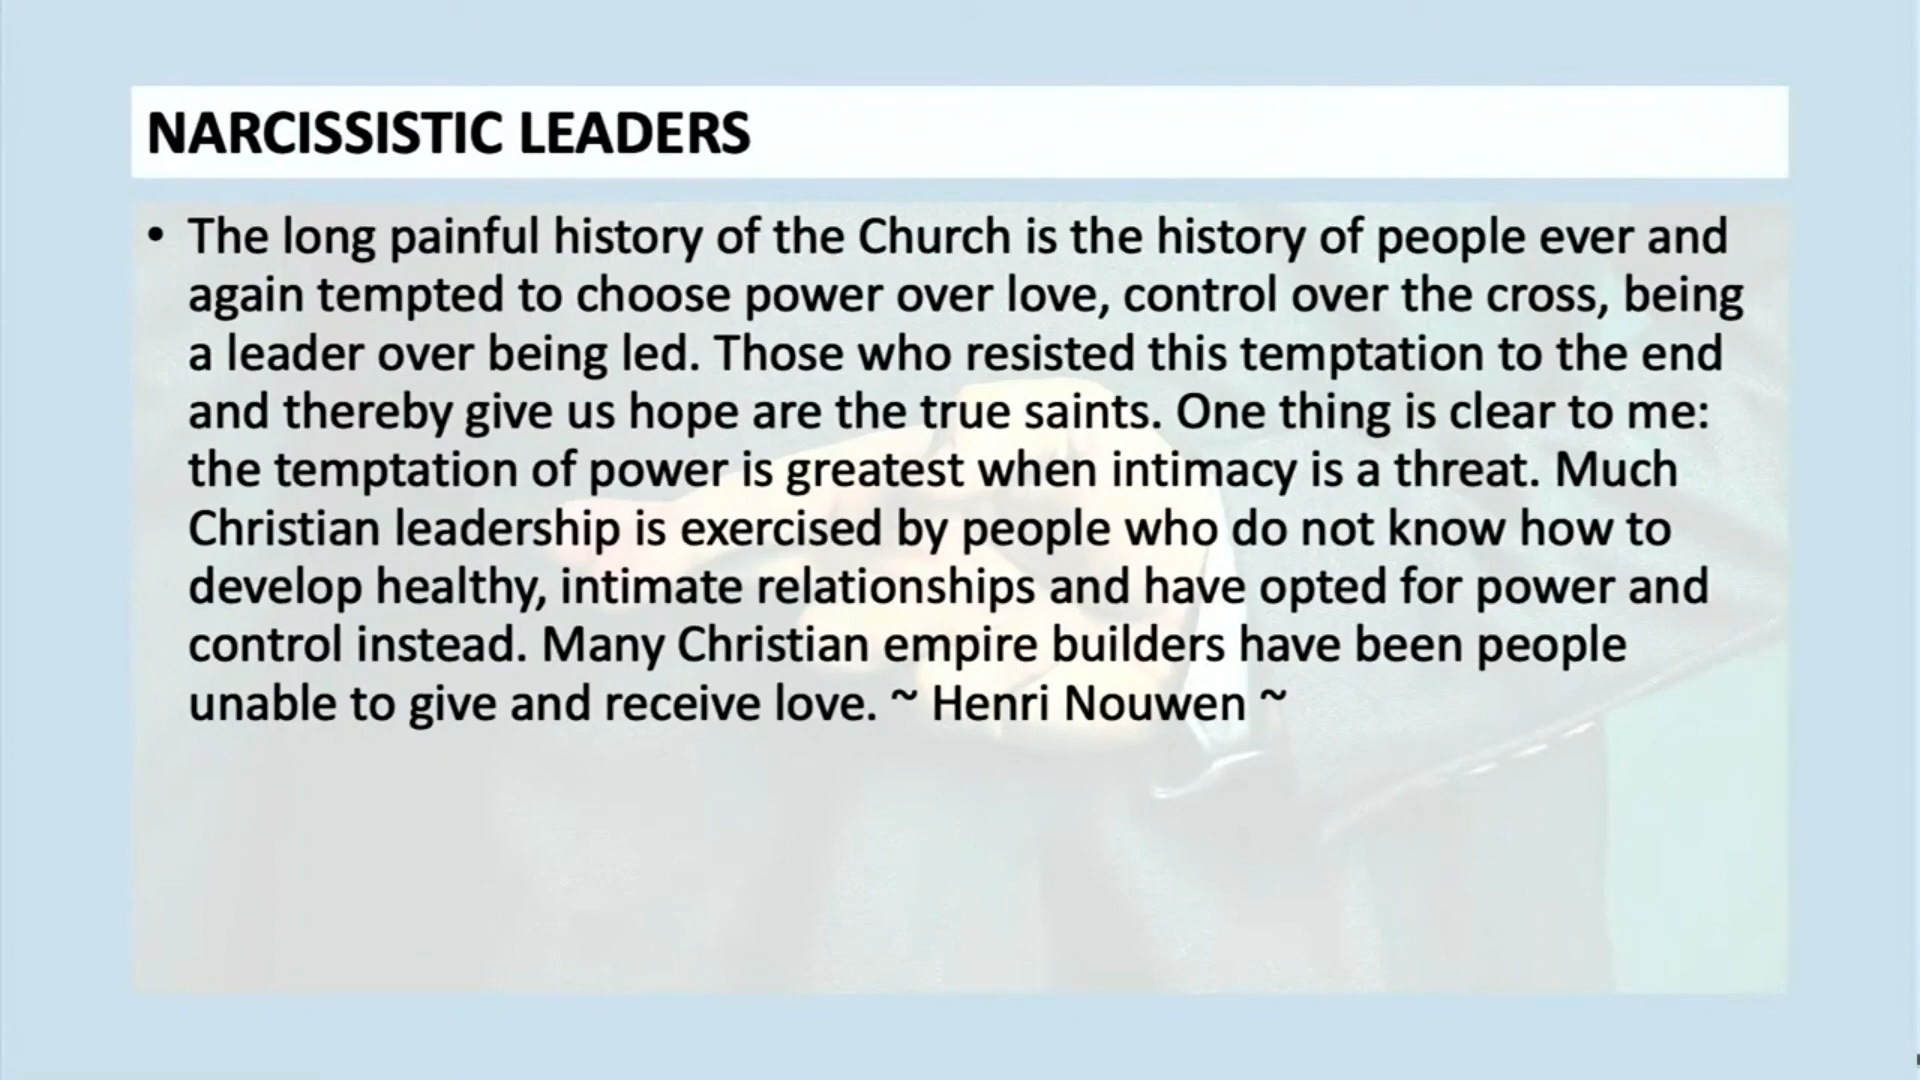 NARCISSISTIC LEADERS
• The long painful history of the Church is the history of people ever and
again tempted to choose power over love, control over the cross, being
a leader over being led. Those who resisted this temptation to the end
and thereby give us hope are the true saints. One thing is clear to me:
the temptation of power is greatest when intimacy is a threat. Much
Christian leadership is exercised by people who do not know how to
develop healthy, intimate relationships and have opted for power and
control instead. Many Christian empire builders have been people
unable to give and receive love. ~ Henri Nouwen ~